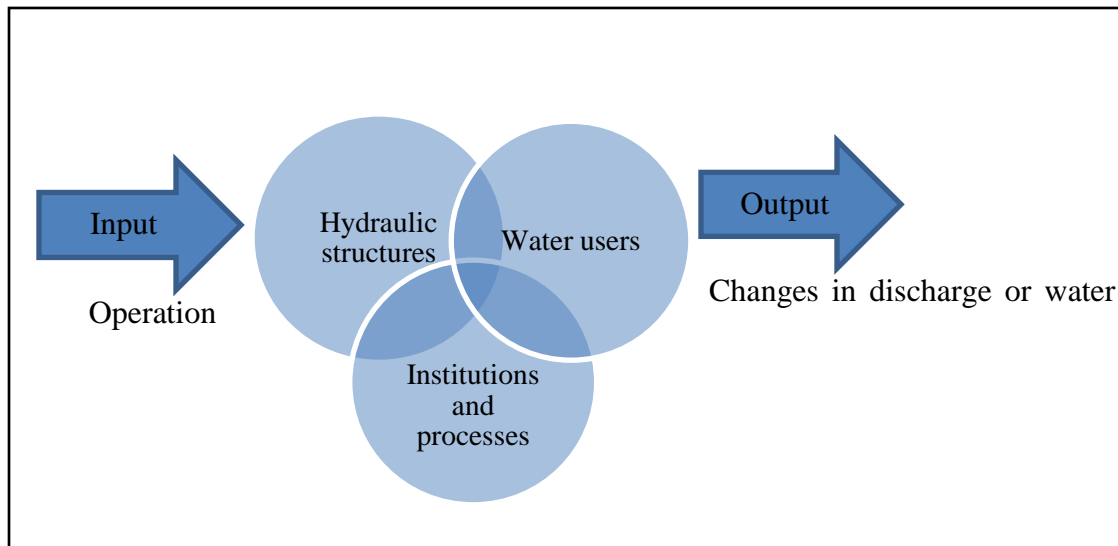 Input
Operation
Hydraulic
structures
Water users
Institutions
and
processes
Output
Changes in discharge or water